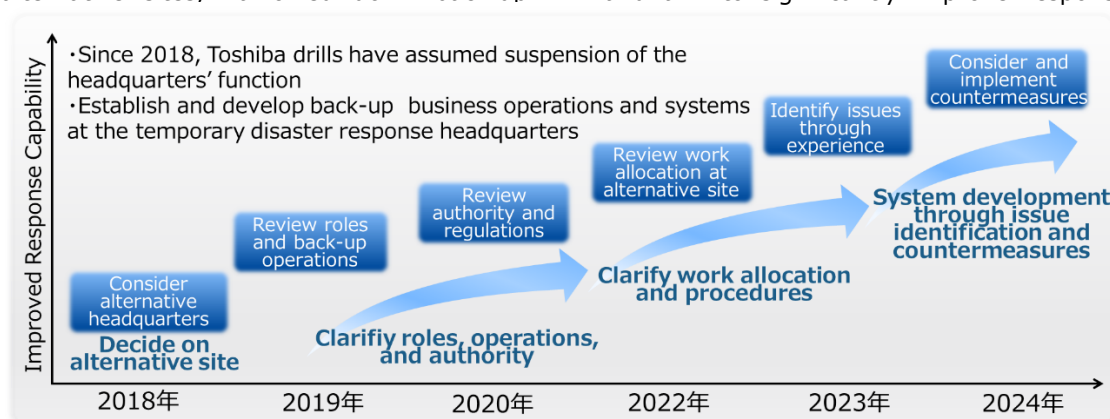 ·Since 2018, Toshiba drills have assumed suspension of the
headquarters' function
·Establish and develop back-up business operations and systems
at the temporary disaster response headquarters
Improved Response Capability
Consider
alternative
headquarters
Decide on
alternative site
Review roles
and back-up
operations
Review
authority and
regulations
Clarifiy roles, operations,
and authority
Review work
allocation at
alternative site
Clarify work allocation
and procedures
Identify issues
through
experience
Consider and
implement
countermeasures
System development
through issue
identification and
countermeasures
2018年
2019年
2020年
2022年
2023年
2024年